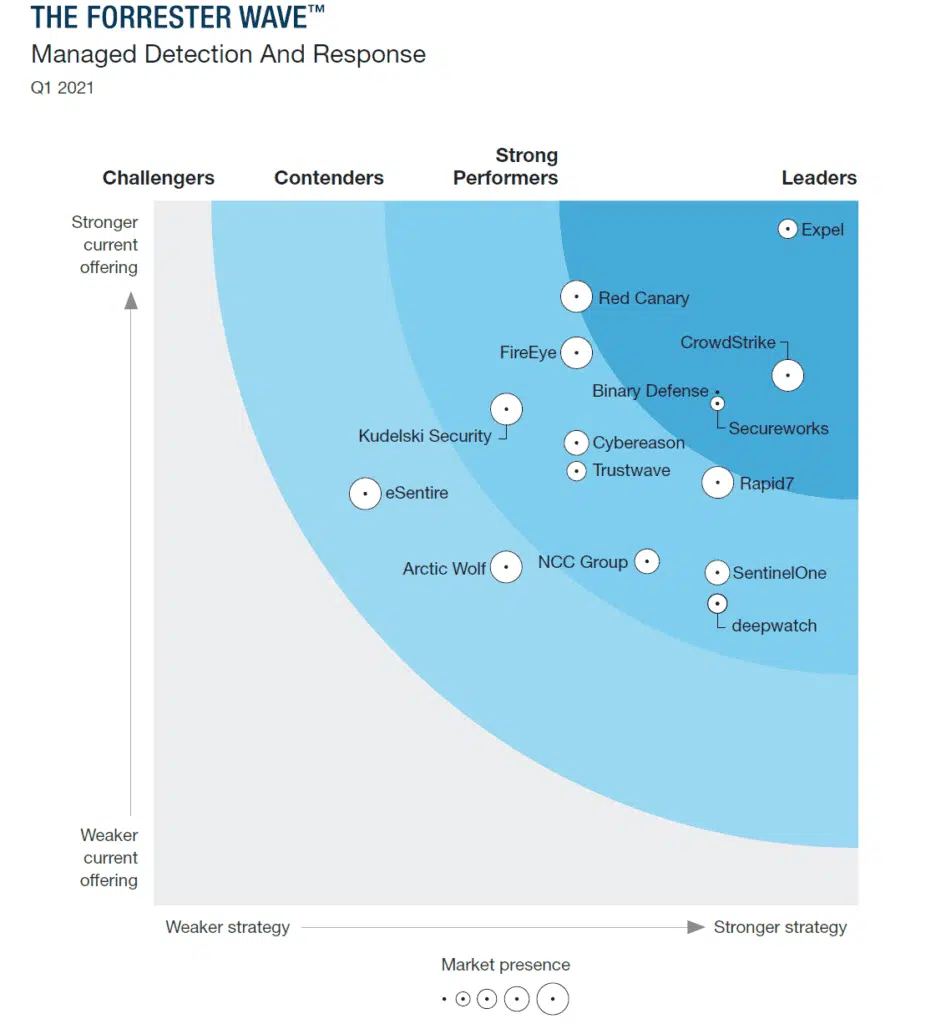 THE FORRESTER WAVE™
Managed Detection And Response
Q1 2021
Challengers
Contenders
Strong
Performers
Leaders
Stronger
current
offering
Expel
Red Canary
FireEye
CrowdStrike
Binary Defense
Secureworks
Kudelski Security
Cybereason
Trustwave
Rapid7
eSentire
Arctic Wolf
NCC Group
SentinelOne
deepwatch
Weaker
current
offering
Weaker strategy
Stronger strategy
Market presence